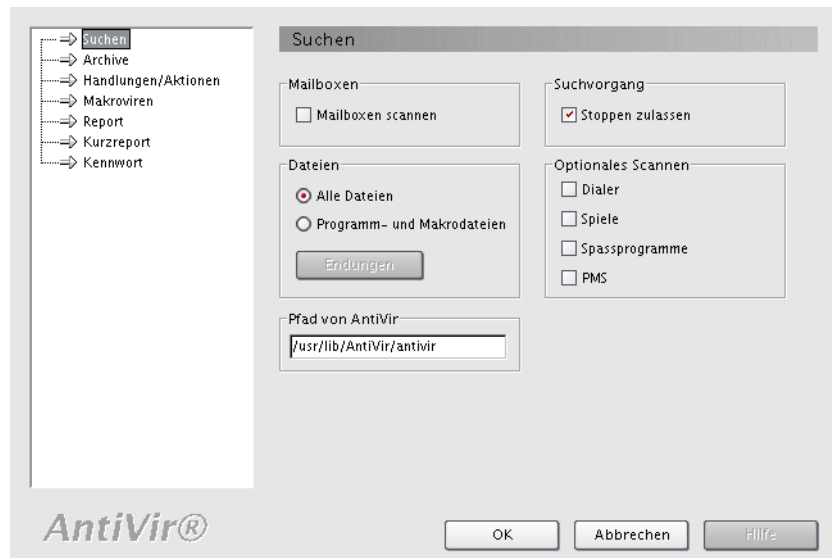 Suchen
Archive
Handlungen/Aktionen
Makroviren
Report
Kurzreport
Kennwort
Suchen
Mailboxen
Mailboxen scannen
Suchvorgang
Stoppen zulassen
Dateien
Alle Dateien
Programm- und Makrodateien
Endungen
Optionales Scannen
Dialer
Spiele
Spassprogramme
PMS
Pfad von AntiVir
/usr/lib/AntiVir/antivir
AntiVir®
OK
Abbrechen
Hilfe